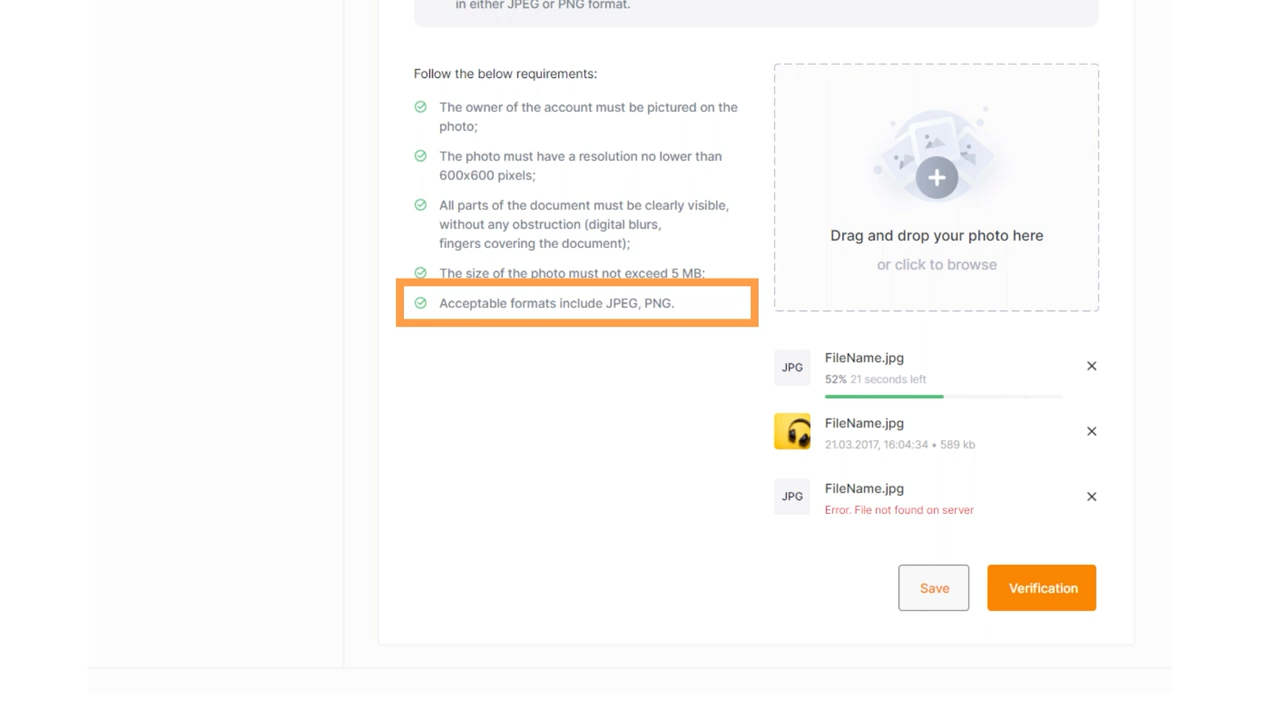 in either JPEG or PNG format.
Follow the below requirements:
The owner of the account must be pictured on the
photo;
The photo must have a resolution no lower than
600x600 pixels;
All parts of the document must be clearly visible,
without any obstruction (digital blurs,
fingers covering the document);
The size of the photo must not exceed 5 MB;
Acceptable formats include JPEG, PNG.
Drag and drop your photo here
or click to browse
JPG
FileName.jpg
52% 21 seconds left
FileName.jpg
21.03.2017, 16:04:34 • 589 kb
JPG
FileName.jpg
Error. File not found on server
Save
Verification